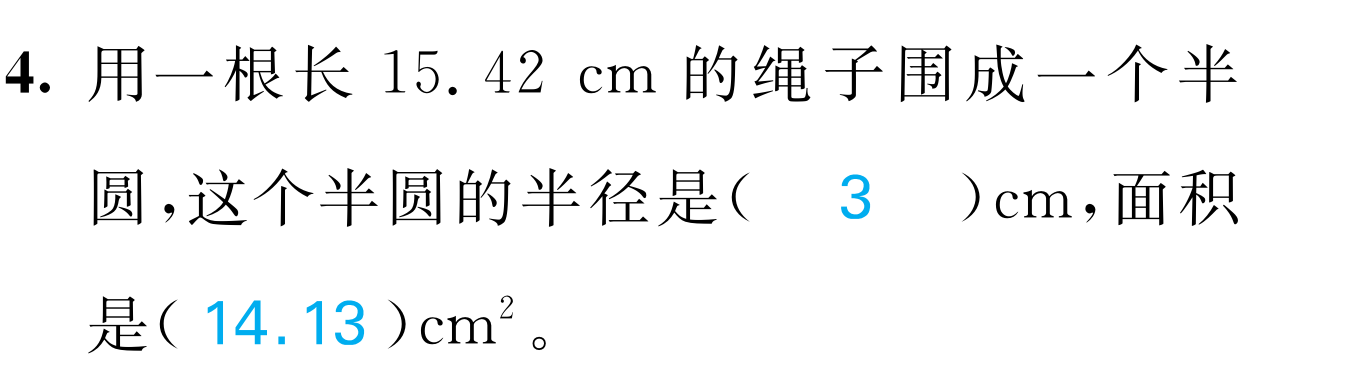 4. 用一根长 15.42 cm 的绳子围成一个半
圆,这个半圆的半径是( 3 )cm,面积
是( 14.13 )cm²。